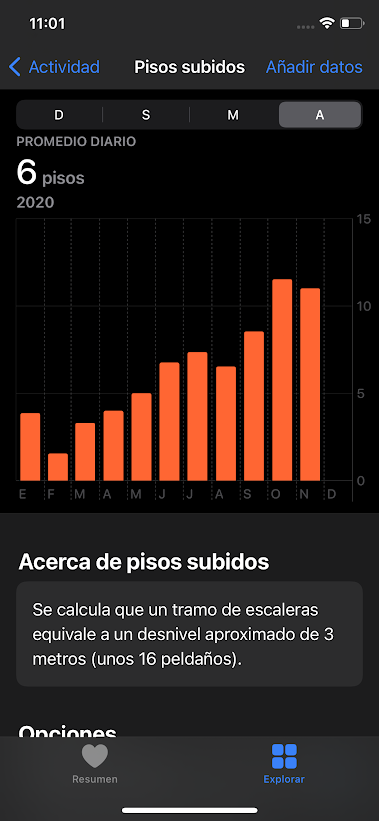 11:01
Actividad
Pisos subidos
Añadir datos
D S M A
PROMEDIO DIARIO
6 pisos
2020
15
10
5
0
E F M A M J J A S O N D
Acerca de pisos subidos
Se calcula que un tramo de escaleras
equivale a un desnivel aproximado de 3
metros (unos 16 peldaños).
Opciones
Resumen
Explorar